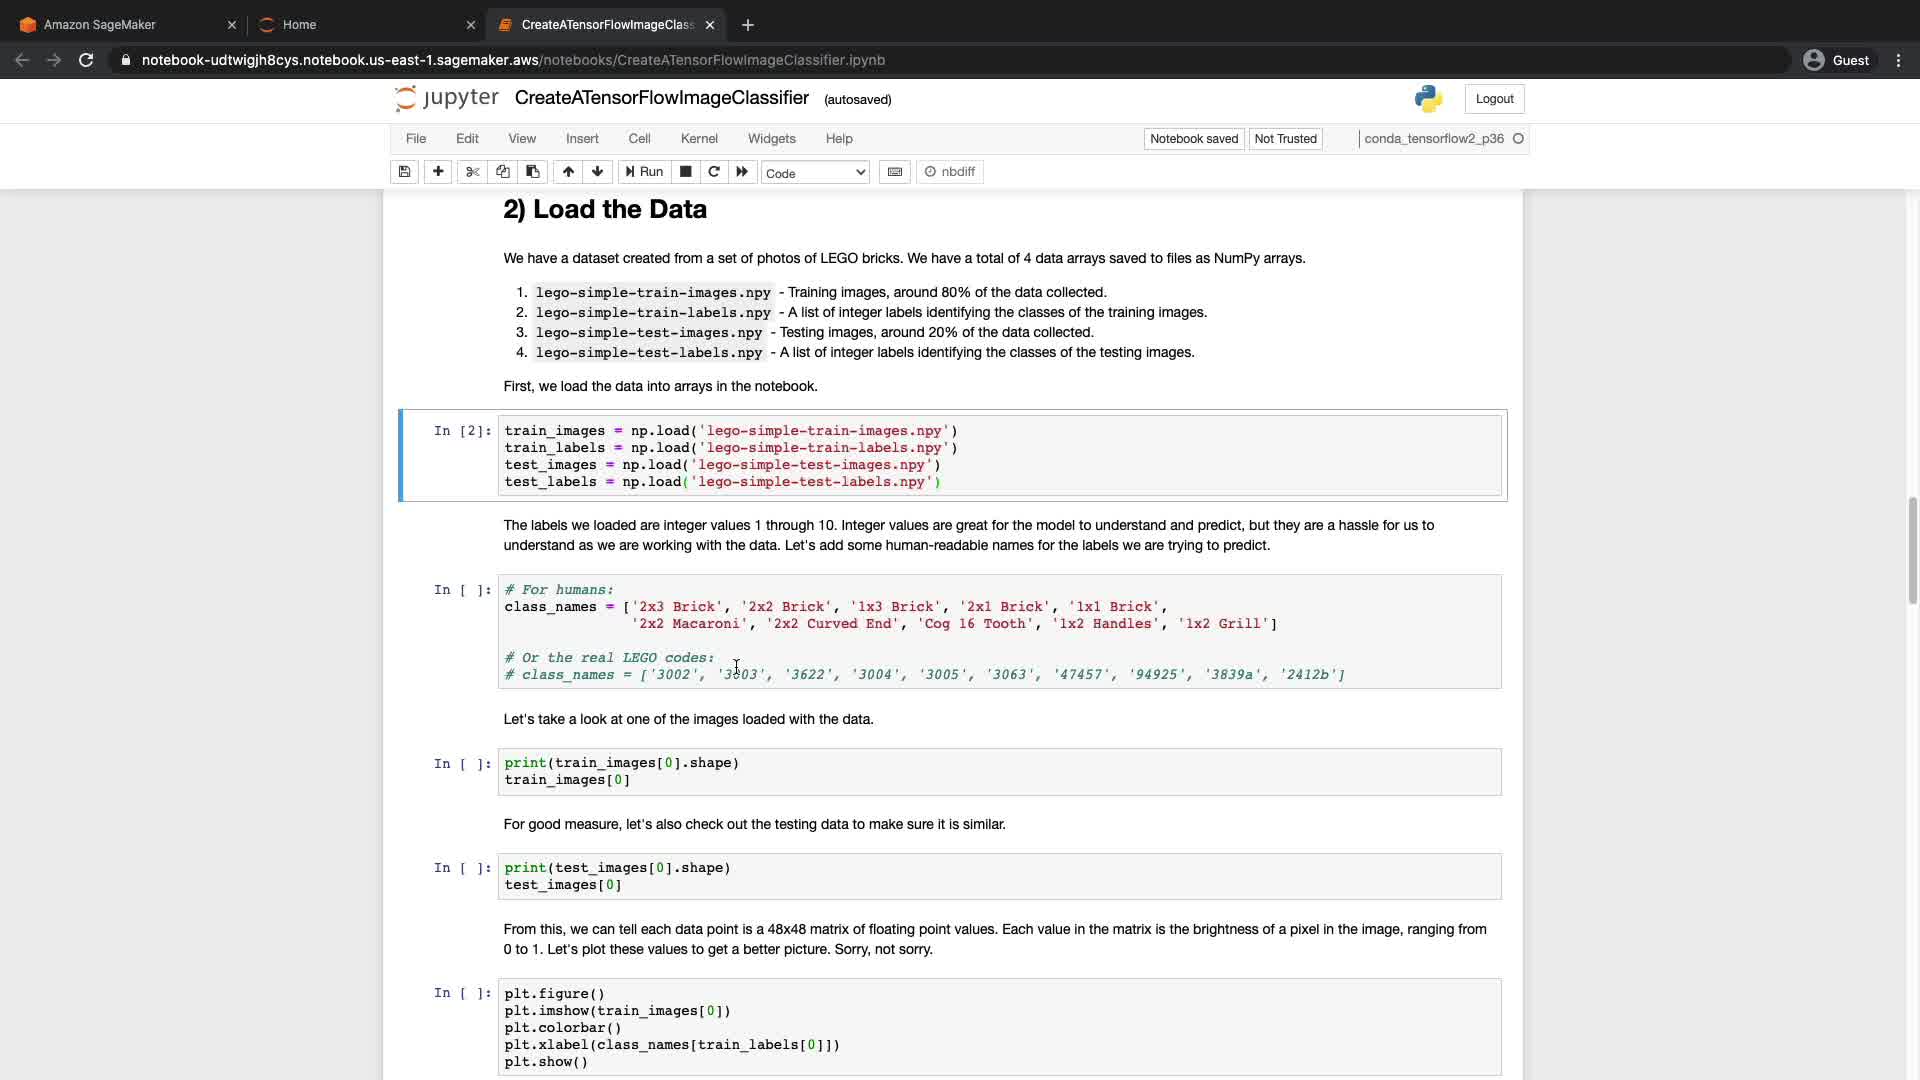 Amazon SageMaker
Home
CreateATensorFlowImageClass
notebook-udtwigjh8cys.notebook.us-east-1.sagemaker.aws/notebooks/CreateATensorFlowImageClassifier.ipynb
Guest
jupyter CreateATensorFlowImageClassifier (autosaved)
Logout
File Edit View Insert Cell Kernel Widgets Help
Notebook saved Not Trusted conda_tensorflow2_p36
Run Code nbdiff
2) Load the Data
We have a dataset created from a set of photos of LEGO bricks. We have a total of 4 data arrays saved to files as NumPy arrays.
1. lego-simple-train-images.npy - Training images, around 80% of the data collected.
2. lego-simple-train-labels.npy - A list of integer labels identifying the classes of the training images.
3. lego-simple-test-images.npy - Testing images, around 20% of the data collected.
4. lego-simple-test-labels.npy - A list of integer labels identifying the classes of the testing images.
First, we load the data into arrays in the notebook.
In [2]: train_images = np.load('lego-simple-train-images.npy')
train_labels = np.load('lego-simple-train-labels.npy')
test_images = np.load('lego-simple-test-images.npy')
test_labels = np.load('lego-simple-test-labels.npy')
The labels we loaded are integer values 1 through 10. Integer values are great for the model to understand and predict, but they are a hassle for us to
understand as we are working with the data. Let's add some human-readable names for the labels we are trying to predict.
In [ ]: # For humans:
class_names = ['2x3 Brick', '2x2 Brick', '1x3 Brick', '2x1 Brick', '1x1 Brick',
'2x2 Macaroni', '2x2 Curved End', 'Cog 16 Tooth', '1x2 Handles', '1x2 Grill']
# Or the real LEGO codes:
# class_names = ['3002', '3003', '3622', '3004', '3005', '3063', '47457', '94925', '3839a', '2412b']
Let's take a look at one of the images loaded with the data.
In [ ]: print(train_images[0].shape)
train_images[0]
For good measure, let's also check out the testing data to make sure it is similar.
In [ ]: print(test_images[0].shape)
test_images[0]
From this, we can tell each data point is a 48x48 matrix of floating point values. Each value in the matrix is the brightness of a pixel in the image, ranging from
0 to 1. Let's plot these values to get a better picture. Sorry, not sorry.
In [ ]: plt.figure()
plt.imshow(train_images[0])
plt.colorbar()
plt.xlabel(class_names[train_labels[0]])
plt.show()